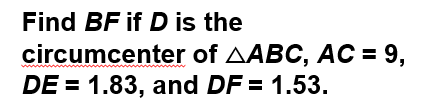 Find BF if D is the
circumcenter of △ABC, AC = 9,
DE = 1.83, and DF = 1.53.